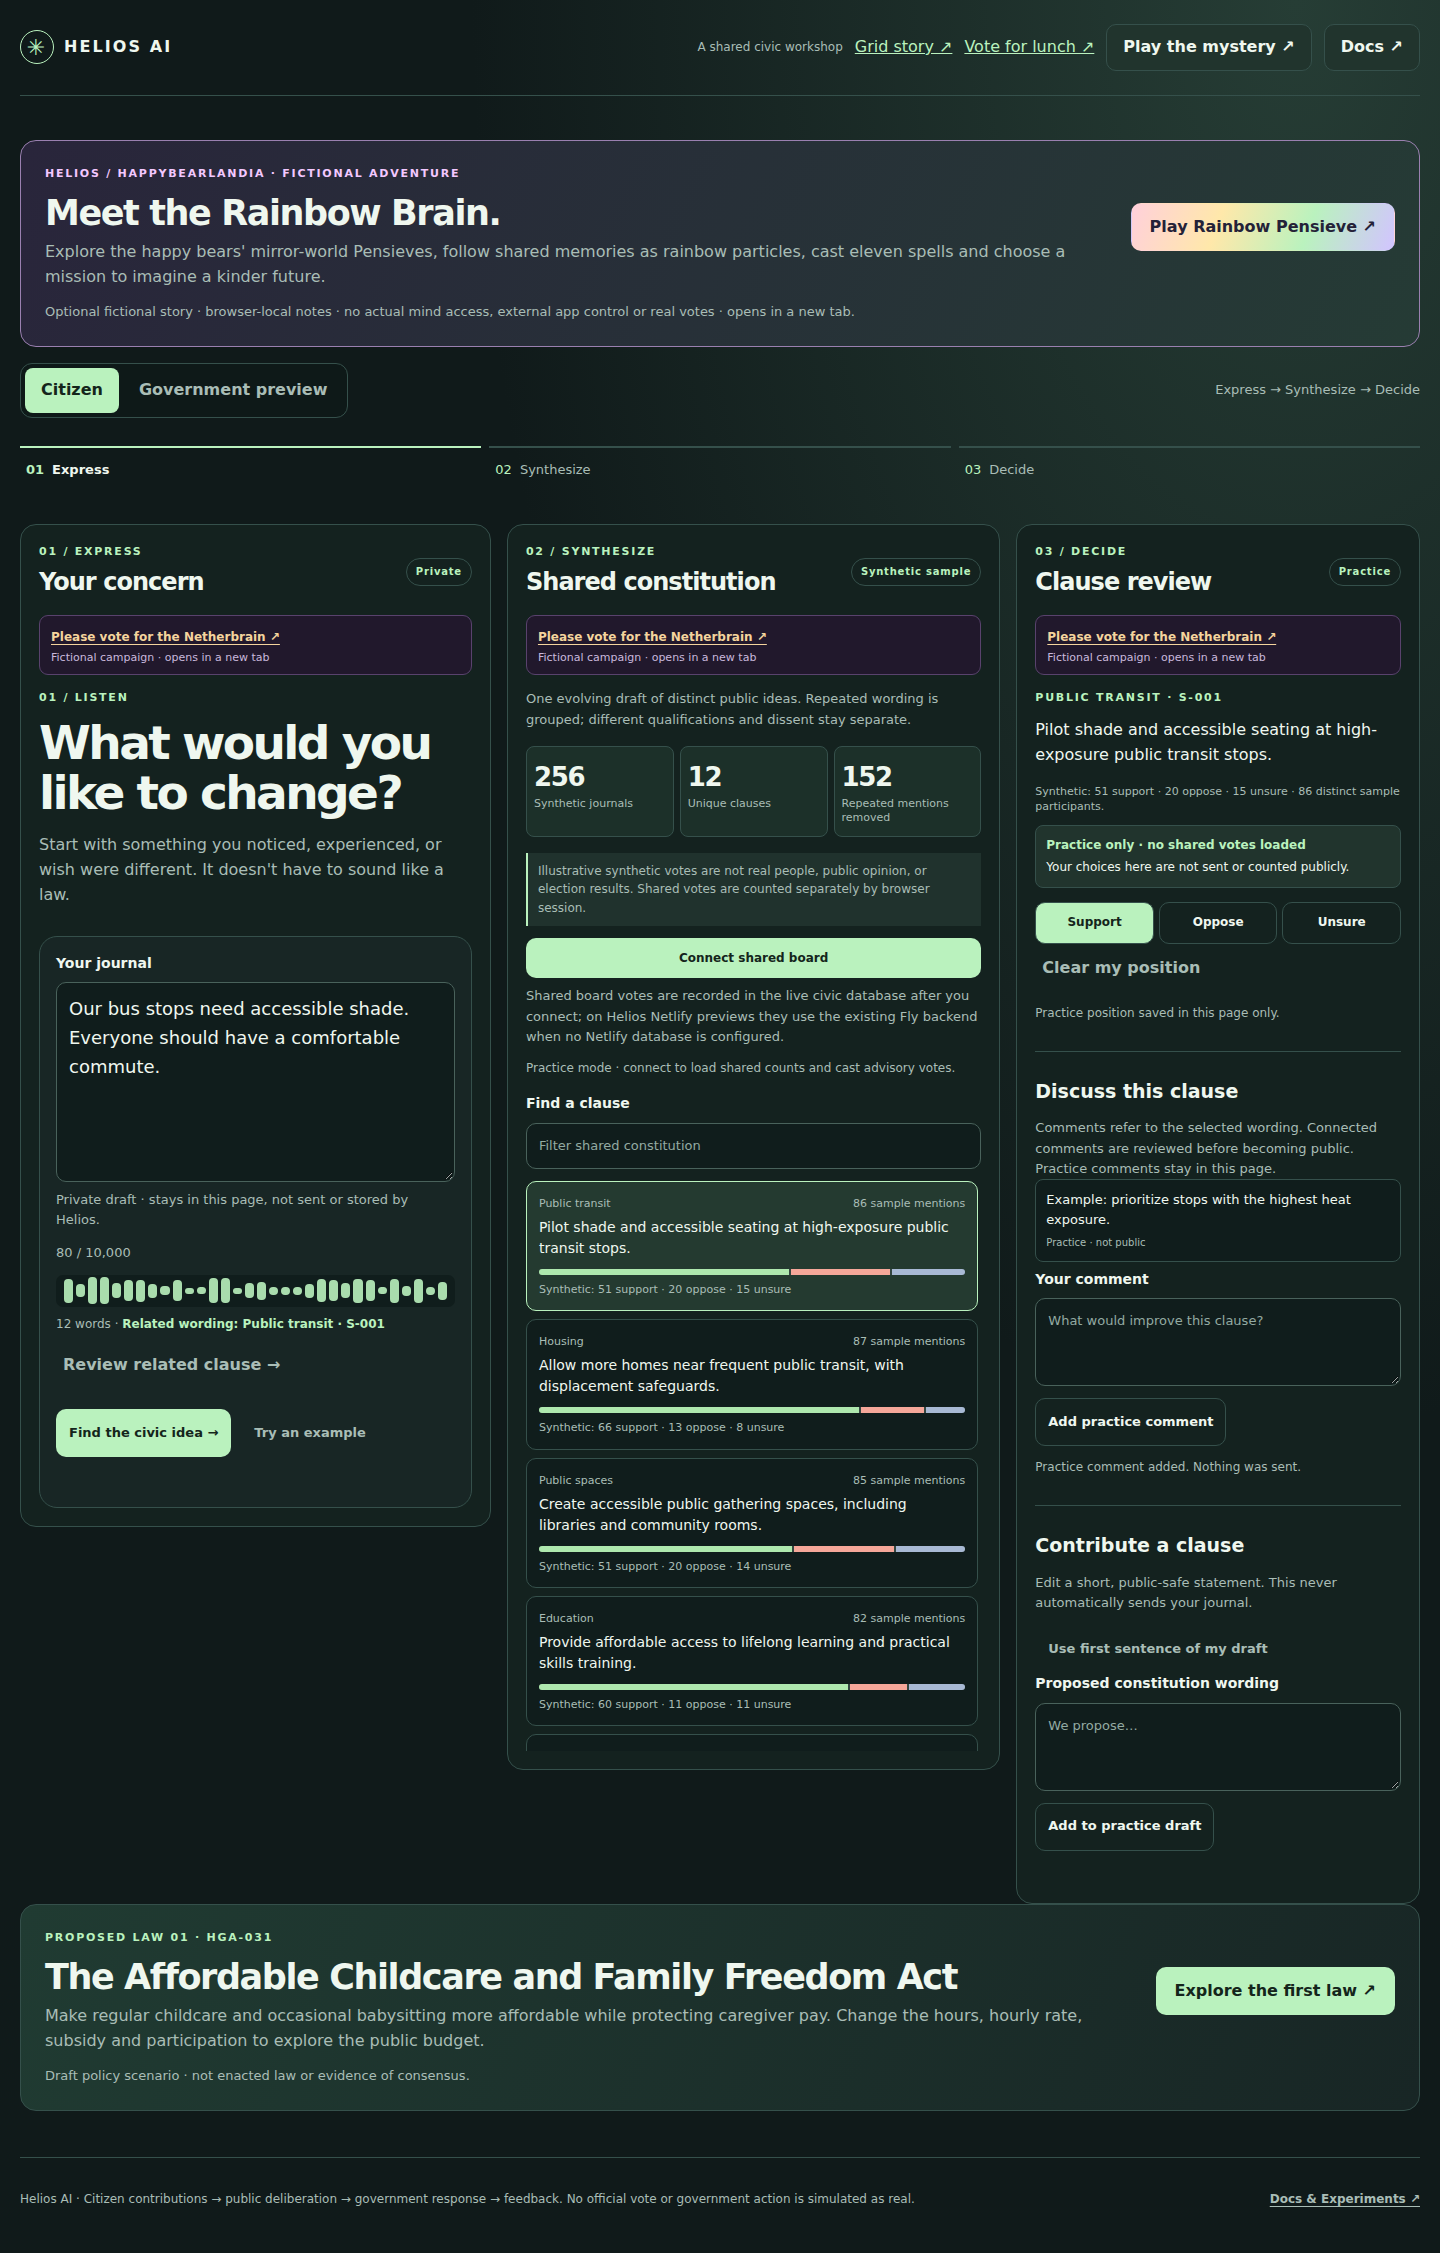 HELIOS AI
A shared civic workshop
Grid story ↗
Vote for lunch ↗
Play the mystery ↗
Docs ↗
HELIOS / HAPPYBEARLANDIA · FICTIONAL ADVENTURE
Meet the Rainbow Brain.
Explore the happy bears' mirror-world Pensieves, follow shared memories as rainbow particles, cast eleven spells and choose a
mission to imagine a kinder future.
Optional fictional story · browser-local notes · no actual mind access, external app control or real votes · opens in a new tab.
Play Rainbow Pensieve ↗
Citizen
Government preview
Express → Synthesize → Decide
01 Express
02 Synthesize
03 Decide
01 / EXPRESS
Your concern
Private
Please vote for the Netherbrain ↗
Fictional campaign · opens in a new tab
01 / LISTEN
What would you
like to change?
Start with something you noticed, experienced, or
wish were different. It doesn't have to sound like a
law.
Your journal
Our bus stops need accessible shade.
Everyone should have a comfortable
commute.
Private draft · stays in this page, not sent or stored by
Helios.
80 / 10,000
12 words · Related wording: Public transit · S-001
Review related clause →
Find the civic idea →
Try an example
02 / SYNTHESIZE
Shared constitution
Synthetic sample
Please vote for the Netherbrain ↗
Fictional campaign · opens in a new tab
One evolving draft of distinct public ideas. Repeated wording is
grouped; different qualifications and dissent stay separate.
256
Synthetic journals
12
Unique clauses
152
Repeated mentions
removed
Illustrative synthetic votes are not real people, public opinion, or
election results. Shared votes are counted separately by browser
session.
Connect shared board
Shared board votes are recorded in the live civic database after you
connect; on Helios Netlify previews they use the existing Fly backend
when no Netlify database is configured.
Practice mode · connect to load shared counts and cast advisory votes.
Find a clause
Filter shared constitution
Public transit
86 sample mentions
Pilot shade and accessible seating at high-exposure public
transit stops.
Synthetic: 51 support · 20 oppose · 15 unsure
Housing
87 sample mentions
Allow more homes near frequent public transit, with
displacement safeguards.
Synthetic: 66 support · 13 oppose · 8 unsure
Public spaces
85 sample mentions
Create accessible public gathering spaces, including
libraries and community rooms.
Synthetic: 51 support · 20 oppose · 14 unsure
Education
82 sample mentions
Provide affordable access to lifelong learning and practical
skills training.
Synthetic: 60 support · 11 oppose · 11 unsure
03 / DECIDE
Clause review
Practice
Please vote for the Netherbrain ↗
Fictional campaign · opens in a new tab
PUBLIC TRANSIT · S-001
Pilot shade and accessible seating at high-
exposure public transit stops.
Synthetic: 51 support · 20 oppose · 15 unsure · 86 distinct sample
participants.
Practice only · no shared votes loaded
Your choices here are not sent or counted publicly.
Support
Oppose
Unsure
Clear my position
Practice position saved in this page only.
Discuss this clause
Comments refer to the selected wording. Connected
comments are reviewed before becoming public.
Practice comments stay in this page.
Example: prioritize stops with the highest heat
exposure.
Practice · not public
Your comment
What would improve this clause?
Add practice comment
Practice comment added. Nothing was sent.
Contribute a clause
Edit a short, public-safe statement. This never
automatically sends your journal.
Use first sentence of my draft
Proposed constitution wording
We propose…
Add to practice draft
PROPOSED LAW 01 · HGA-031
The Affordable Childcare and Family Freedom Act
Make regular childcare and occasional babysitting more affordable while protecting caregiver pay. Change the hours, hourly rate,
subsidy and participation to explore the public budget.
Draft policy scenario · not enacted law or evidence of consensus.
Explore the first law ↗
Helios AI · Citizen contributions → public deliberation → government response → feedback. No official vote or government action is simulated as real.
Docs & Experiments ↗